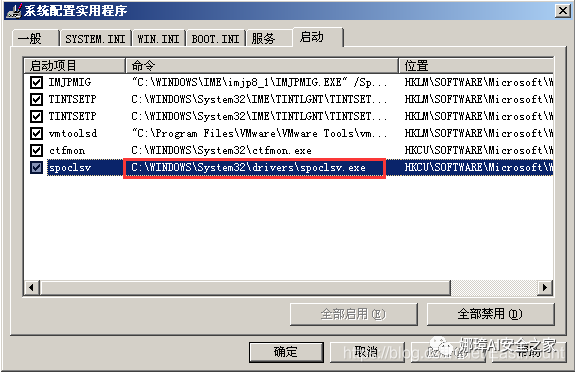 系统配置实用程序
一般 SYSTEM.INI WIN.INI BOOT.INI 服务 启动
启动项目 命令 位置
IMJPMIG "C:\WINDOWS\IME\imjp8_1\IMJPMIG.EXE" /Sp... HKLM\SOFTWARE\Microsoft\W
TINTSETP C:\WINDOWS\System32\IME\TINTLGNT\TINTSET... HKLM\SOFTWARE\Microsoft\W
TINTSETP C:\WINDOWS\System32\IME\TINTLGNT\TINTSET... HKLM\SOFTWARE\Microsoft\W
vmtoolsd "C:\Program Files\VMware\VMware Tools\vm... HKLM\SOFTWARE\Microsoft\W
ctfmon C:\WINDOWS\System32\ctfmon.exe HKCU\SOFTWARE\Microsoft\W
spoclsv C:\WINDOWS\System32\drivers\spoclsv.exe HKCU\SOFTWARE\Microsoft\W
全部启用(E) 全部禁用(D)
确定 取消 帮助
娜璋AI安全之家